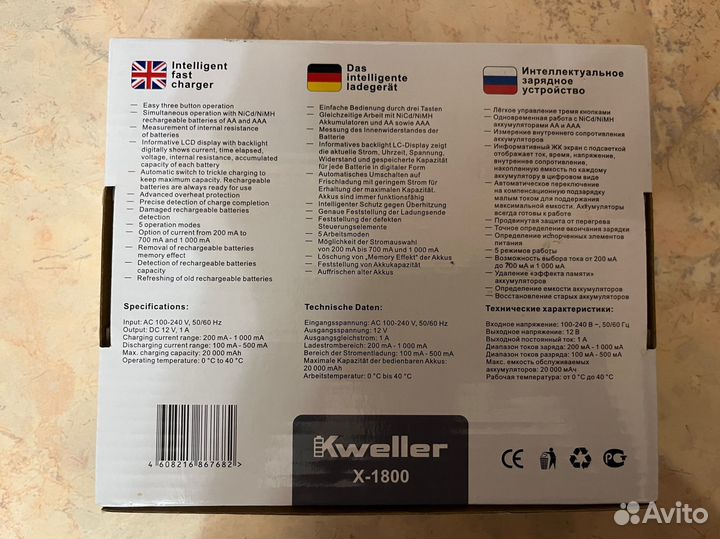 Intelligent
fast
charger
— Easy three button operation
— Simultaneous operation with NiCd/NiMH
rechargeable batteries of AA and AAA
— Measurement of internal resistance
of batteries
— Informative LCD display with backlight
digitally shows current, time elapsed,
voltage, internal resistance, accumulated
capacity of each battery
— Automatic switch to trickle charging to
keep maximum capacity. Rechargeable
batteries are always ready for use
— Advanced overheat protection
— Precise detection of charge completion
— Damaged rechargeable batteries
detection
— 5 operation modes
— Option of current from 200 mA to
700 mA and 1 000 mA
— Removal of rechargeable batteries
memory effect
— Detection of rechargeable batteries
capacity
— Refreshing of old rechargeable batteries
Specifications:
Input: AC 100-240 V, 50/60 Hz
Output: DC 12 V, 1 A
Charging current range: 200 mA - 1 000 mA
Discharging current range: 100 mA - 500 mA
Max. charging capacity: 20 000 mAh
Operating temperature: 0 °C to 40 °C
Das
intelligente
ladegerät
— Einfache Bedienung durch drei Tasten
— Gleichzeitige Arbeit mit NiCd/NiMH
Akkumulatoren und AA sowie AAA
— Messung des Innenwiderstandes der
Batterie
— Informatives backlight LC-Display zeigt
die aktuelle Strom, Uhrzeit, Spannung,
Widerstand und gespeicherte Kapazität
für jede Batterie in digitaler Form
— Automatisches Umschalten auf
Frischladung mit geringem Strom für
Erhaltung der maximalen Kapazität.
Akkus sind immer funktionsfähig
— Intelligenter Schutz gegen Überhitzung
— Genaue Feststellung der Ladungsende
— Feststellung der defekten
Steuerungselemente
— 5 Arbeitsmoden
— Möglichkeit der Stromauswahl
von 200 mA bis 700 mA und 1 000 mA
— Löschung von „Memory Effekt" der Akkus
— Feststellung von Akkukapazität
— Auffrischen alter Akkus
Technische Daten:
Eingangsspannung: AC 100-240 V, 50/60 Hz
Ausgangsspannung: 12 V
Ausgangsgleichstrom: 1 A
Ladestrombereich: 200 mA - 1 000 mA
Bereich der Stromentladung: 100 mA - 500 mA
Maximale Kapazität der bedienbaren Akkus:
20 000 mAh
Arbeitstemperatur: 0 °C bis 40 °C
Интеллектуальное
зарядное
устройство
— Лёгкое управление тремя кнопками
— Одновременная работа с NiCd/NiMH
аккумуляторами AA и AAA
— Измерение внутреннего сопротивления
аккумуляторов
— Информативный ЖК экран с подсветкой
отображает ток, время, напряжение,
внутреннее сопротивление,
накопленную емкость по каждому
аккумулятору в цифровом виде
— Автоматическое переключение
на компенсационную подзарядку
малым током для поддержания
максимальной емкости. Аккумуляторы
всегда готовы к работе
— Продвинутая защита от перегрева
— Точное определение окончания зарядки
— Определение испорченных элементов
питания
— 5 режимов работы
— Возможность выбора тока от 200 мА
до 700 мА и 1 000 мА
— Удаление «эффекта памяти»
аккумуляторов
— Определение емкости аккумуляторов
— Восстановление старых аккумуляторов
Технические характеристики:
Входное напряжение: 100-240 В ~, 50/60 Гц
Выходное напряжение: 12 В
Выходной постоянный ток: 1 А
Диапазон токов заряда: 200 мА - 1 000 мА
Диапазон токов разряда: 100 мА - 500 мА
Макс. емкость обслуживаемых
аккумуляторов: 20 000 мАч
Рабочая температура: от 0 °C до 40 °C
4 608216 867682 >
Kweller
X-1800
CE
Avito